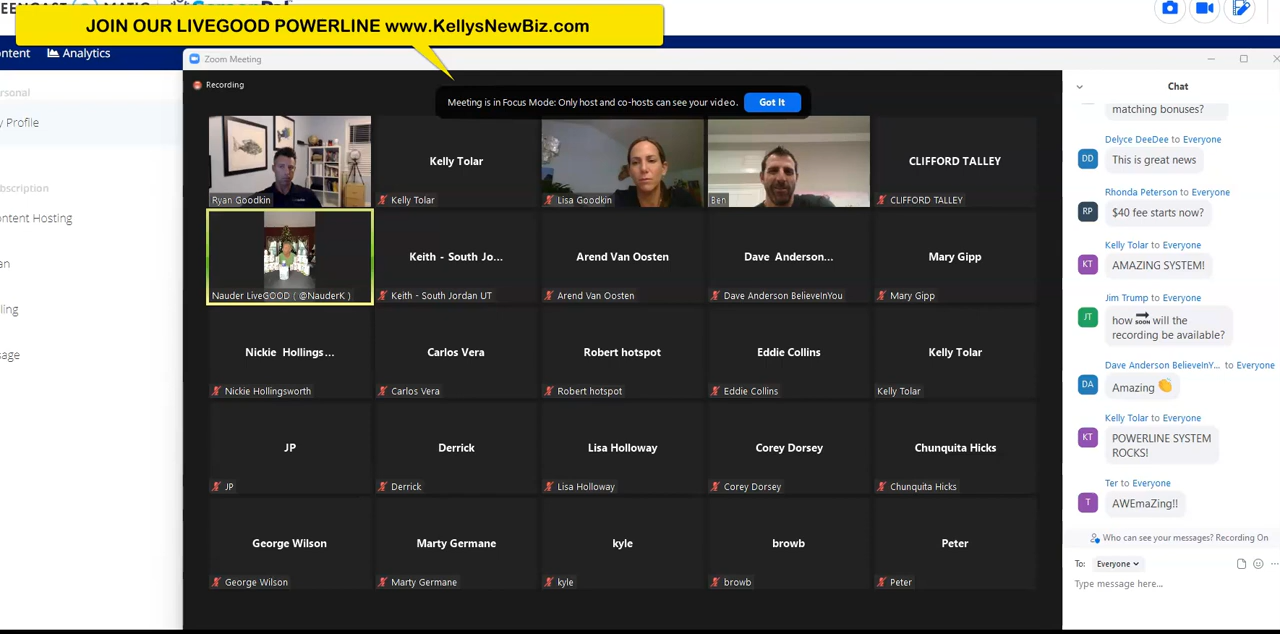 JOIN OUR LIVEGOOD POWERLINE www.KellysNewBiz.com
ntent Analytics
Zoom Meeting
Recording
Meeting is in Focus Mode: Only host and co-hosts can see your video. Got It
Ryan Goodkin
Kelly Tolar
Kelly Tolar
Lisa Goodkin
Ben
CLIFFORD TALLEY
CLIFFORD TALLEY
Nauder LiveGOOD ( @NauderK )
Keith - South Jo...
Keith - South Jordan UT
Arend Van Oosten
Arend Van Oosten
Dave Anderson...
Dave Anderson BelieveInYou
Mary Gipp
Mary Gipp
Nickie Hollings...
Nickie Hollingsworth
Carlos Vera
Carlos Vera
Robert hotspot
Robert hotspot
Eddie Collins
Eddie Collins
Kelly Tolar
Kelly Tolar
JP
JP
Derrick
Derrick
Lisa Holloway
Lisa Holloway
Corey Dorsey
Corey Dorsey
Chunquita Hicks
Chunquita Hicks
George Wilson
George Wilson
Marty Germane
Marty Germane
kyle
kyle
browb
browb
Peter
Peter
ersonal
y Profile
bscription
ontent Hosting
an
ling
sage
Chat
matching bonuses?
Delyce DeeDee to Everyone
DD
This is great news
Rhonda Peterson to Everyone
RP
$40 fee starts now?
Kelly Tolar to Everyone
KT
AMAZING SYSTEM!
Jim Trump to Everyone
JT
how 🔜 will the
recording be available?
Dave Anderson BelieveInY... to Everyone
DA
Amazing 👏
Kelly Tolar to Everyone
KT
POWERLINE SYSTEM
ROCKS!
Ter to Everyone
T
AWEmaZing!!
Who can see your messages? Recording On
To: Everyone
Type message here...